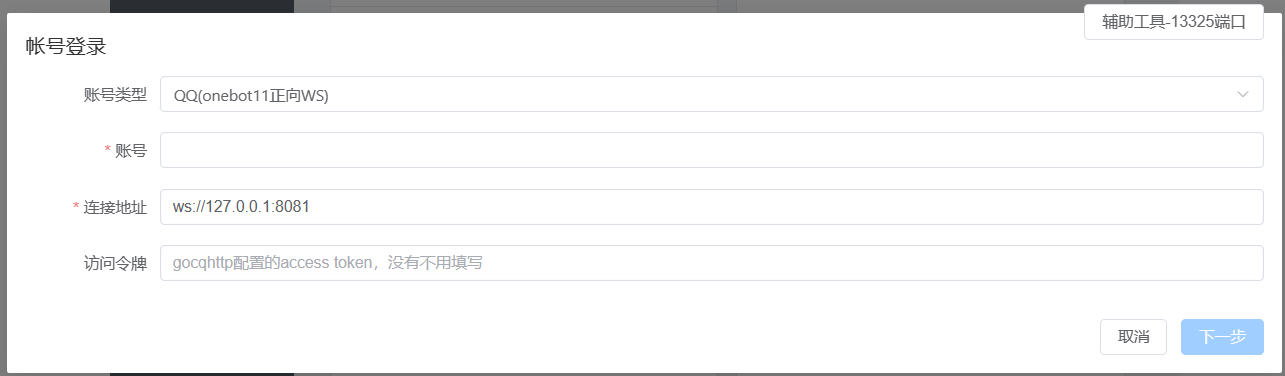 辅助工具-13325端口
帐号登录
账号类型 QQ(onebot11正向WS)
* 账号
* 连接地址 ws://127.0.0.1:8081
访问令牌 gocqhttp配置的access token，没有不用填写
取消 下一步